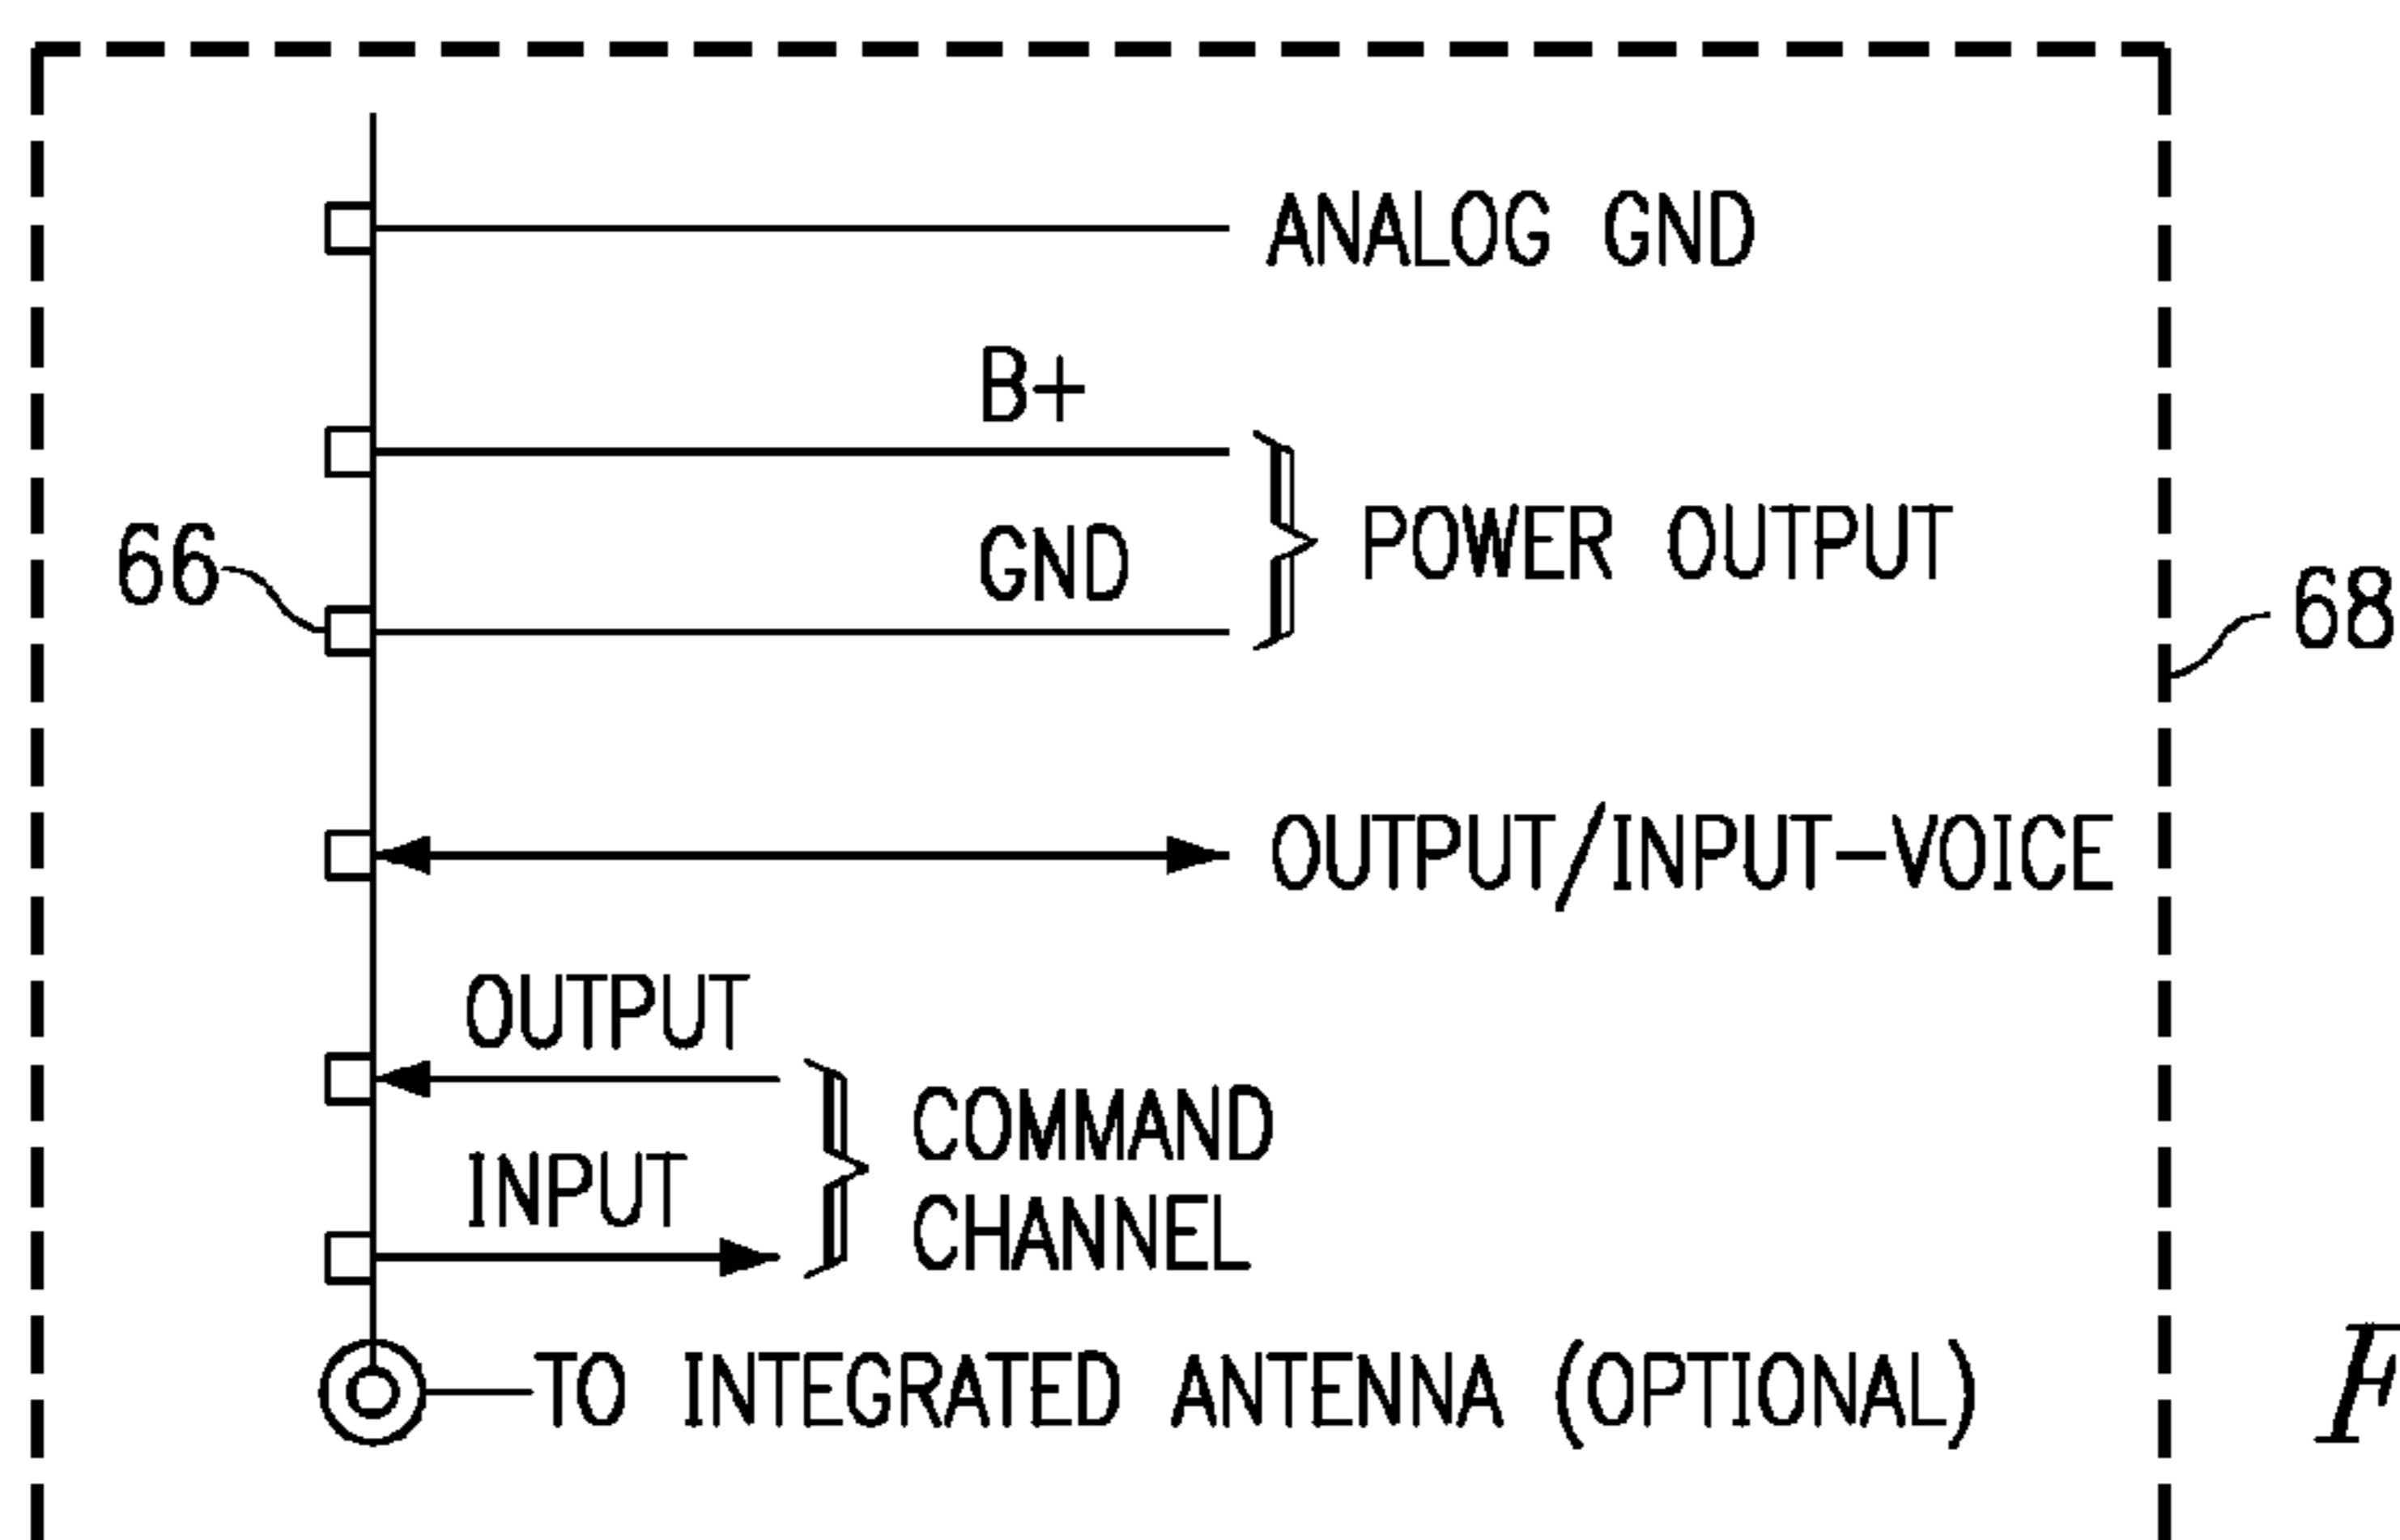 ANALOG GND
B+
GND
POWER OUTPUT
66
68
OUTPUT/INPUT-VOICE
OUTPUT
INPUT
COMMAND
CHANNEL
TO INTEGRATED ANTENNA (OPTIONAL)